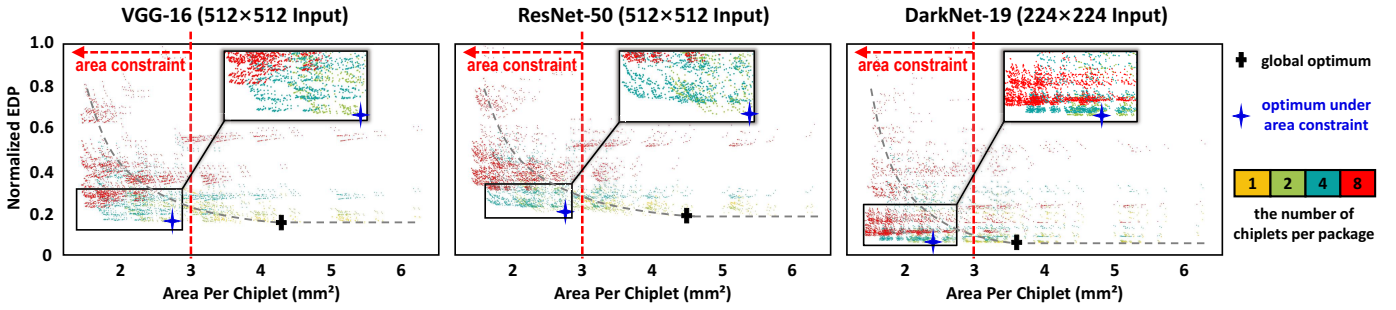 VGG-16 (512×512 Input)
ResNet-50 (512×512 Input)
DarkNet-19 (224×224 Input)
Normalized EDP
1.0
0.8
0.6
0.4
0.2
0
area constraint
area constraint
area constraint
2 3 4 5 6
2 3 4 5 6
2 3 4 5 6
Area Per Chiplet (mm²)
Area Per Chiplet (mm²)
Area Per Chiplet (mm²)
global optimum
optimum under
area constraint
1 2 4 8
the number of
chiplets per package